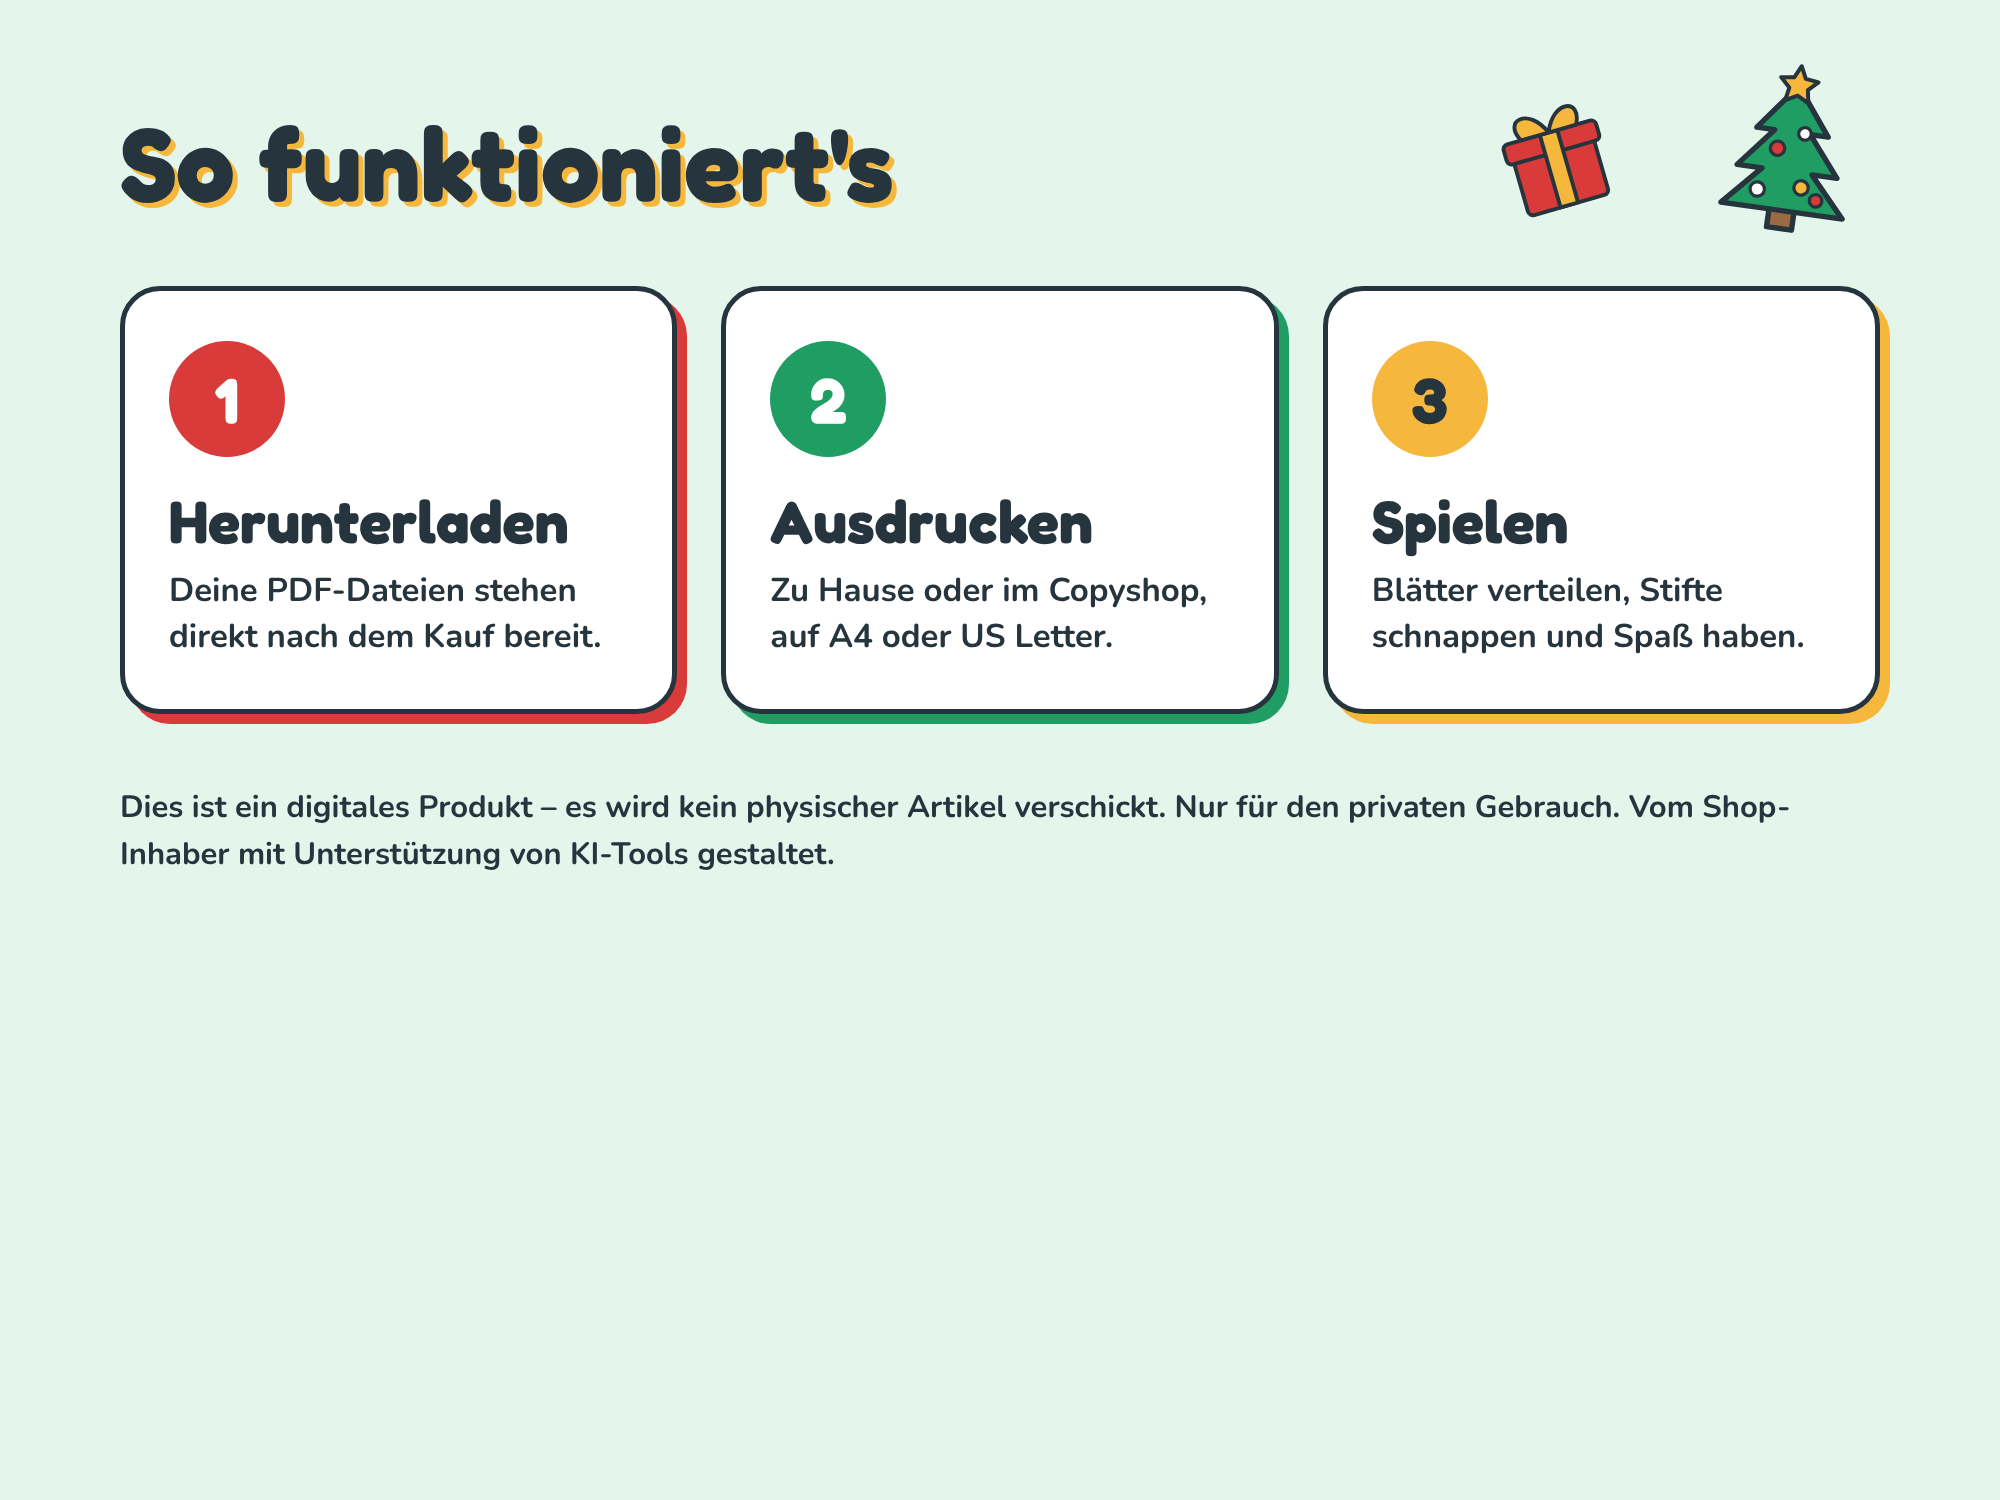 So funktioniert's
1
Herunterladen
Deine PDF-Dateien stehen
direkt nach dem Kauf bereit.
2
Ausdrucken
Zu Hause oder im Copyshop,
auf A4 oder US Letter.
3
Spielen
Blätter verteilen, Stifte
schnappen und Spaß haben.
Dies ist ein digitales Produkt – es wird kein physischer Artikel verschickt. Nur für den privaten Gebrauch. Vom Shop-
Inhaber mit Unterstützung von KI-Tools gestaltet.